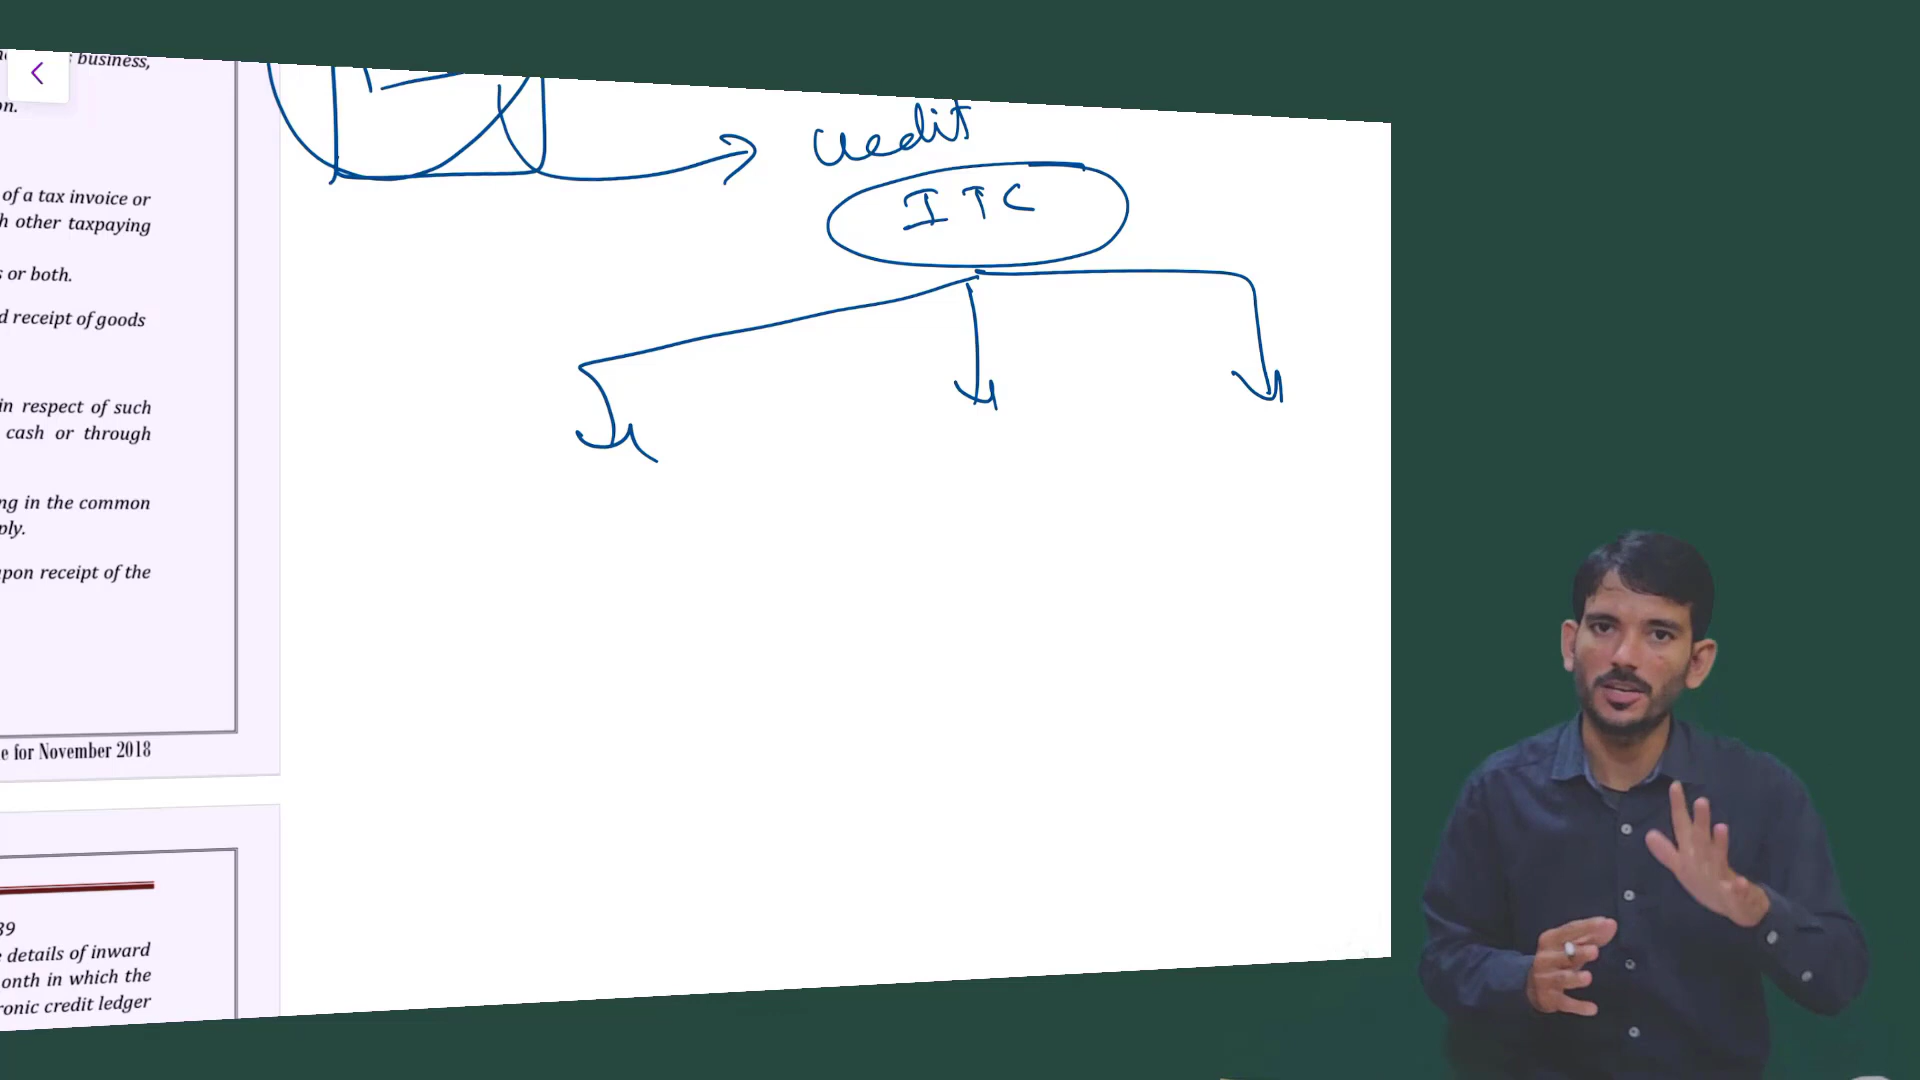 business,
on.
of a tax invoice or
h other taxpaying
s or both.
d receipt of goods
in respect of such
cash or through
ng in the common
ply.
upon receipt of the
e for November 2018
39
details of inward
onth in which the
ronic credit ledger
credit
ITC